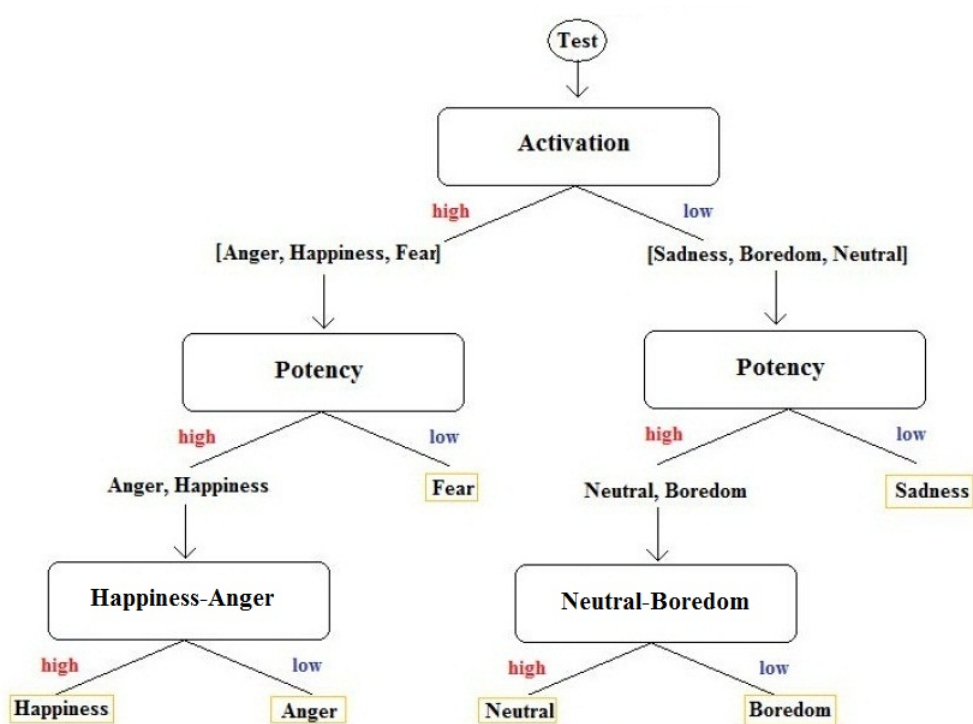 Test
Activation
high
low
[Anger, Happiness, Fear]
[Sadness, Boredom, Neutral]
Potency
Potency
high
low
high
low
Anger, Happiness
Fear
Neutral, Boredom
Sadness
Happiness-Anger
Neutral-Boredom
high
low
high
low
Happiness
Anger
Neutral
Boredom